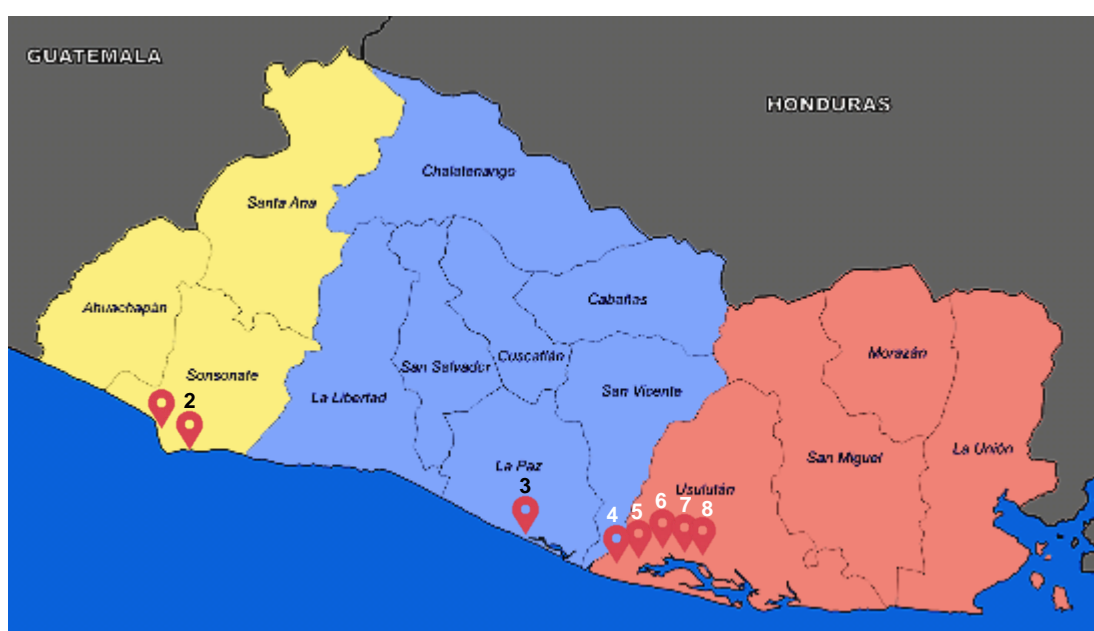 GUATEMALA
HONDURAS
Chalatenango
Santa Ana
Ahuachapán
Cabañas
Sonsonate
Cuscatlán
San Salvador
Morazán
La Libertad
San Vicente
2
La Paz
3
San Miguel
La Unión
Usulután
4
5
6
7
8